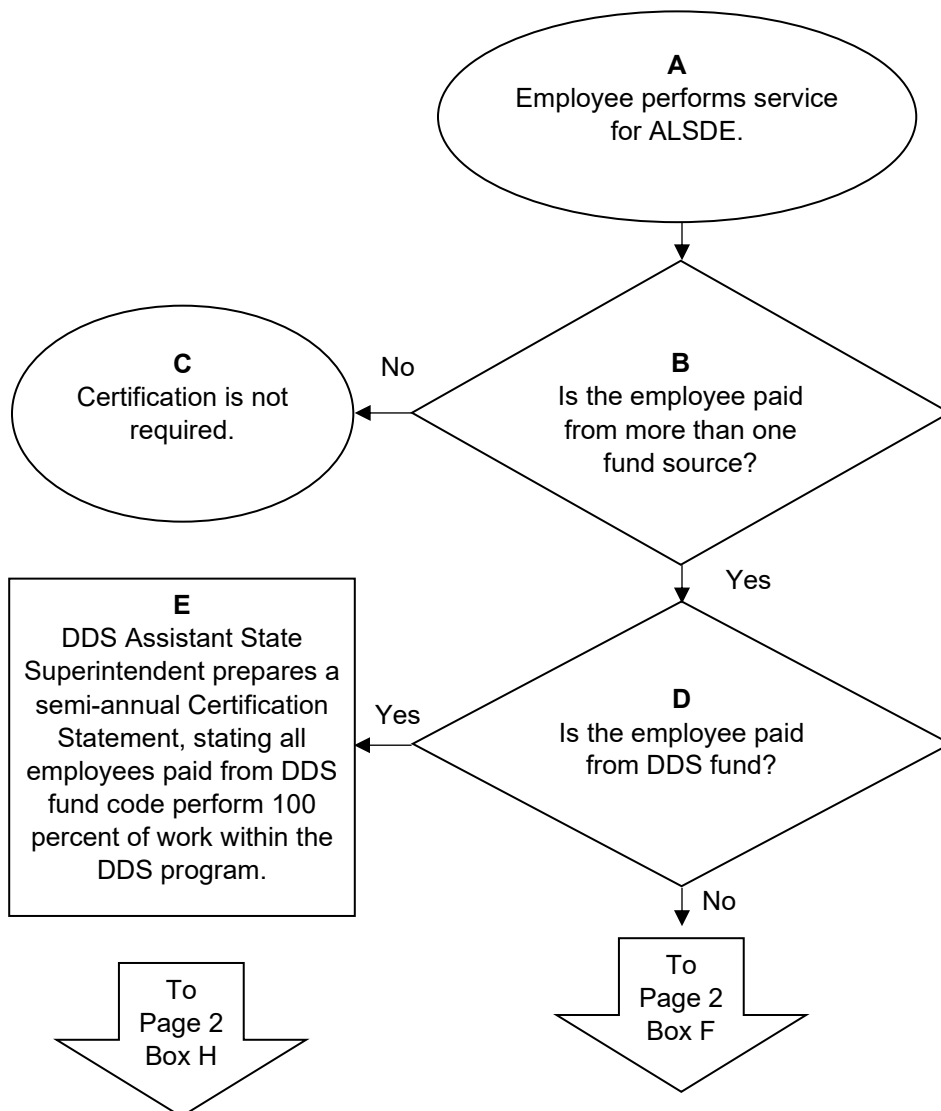 A
Employee performs service
for ALSDE.
B
Is the employee paid
from more than one
fund source?
No
C
Certification is not
required.
Yes
D
Is the employee paid
from DDS fund?
Yes
E
DDS Assistant State
Superintendent prepares a
semi-annual Certification
Statement, stating all
employees paid from DDS
fund code perform 100
percent of work within the
DDS program.
No
To
Page 2
Box H
To
Page 2
Box F